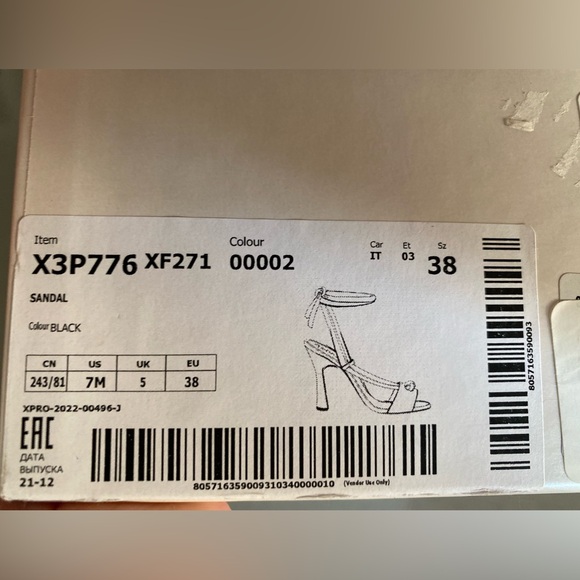 Item Colour Car Et Sz
X3P776 XF271 00002 IT 03 38
SANDAL
Colour BLACK
CN US UK EU
243/81 7M 5 38
XPRO-2022-00496-J
EAC
ДАТА
ВЫПУСКА
21-12
805716359009310340000010 (Vendor Use Only)
8057163590093